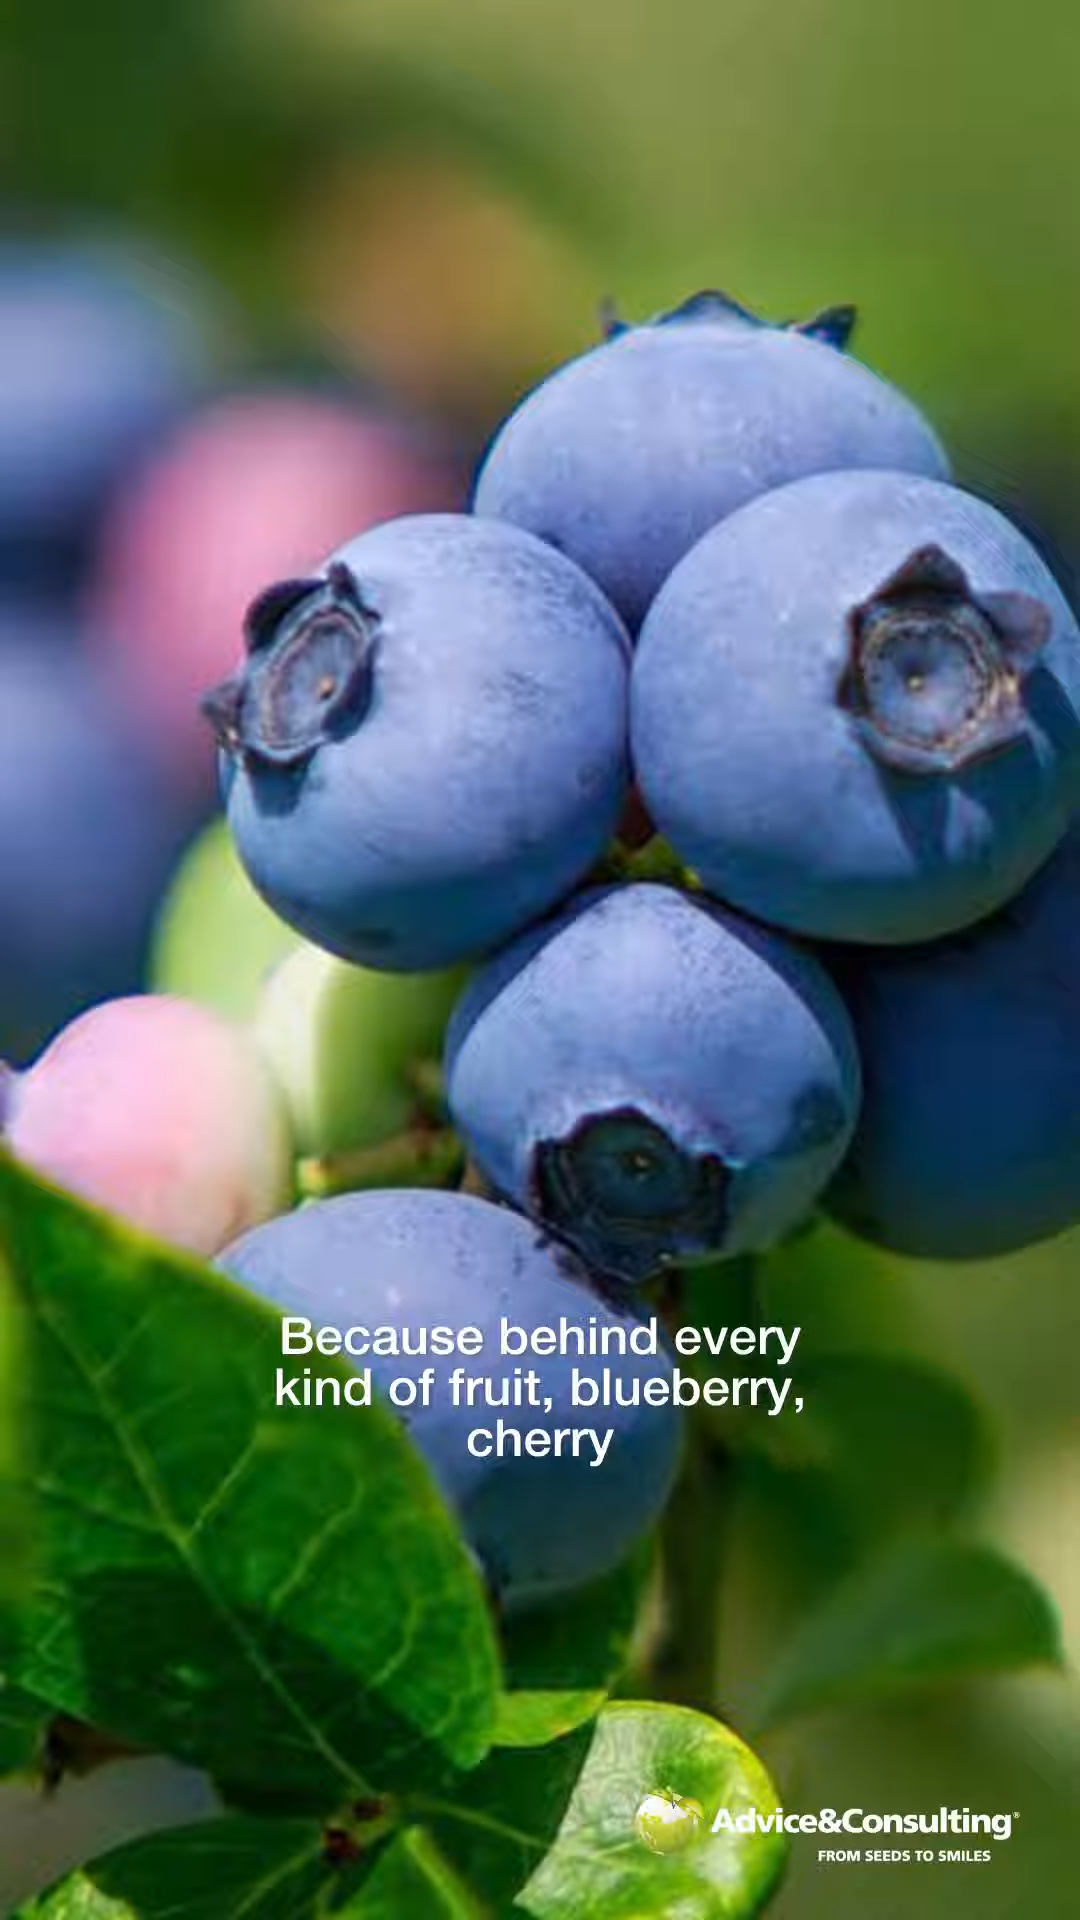 Because behind every
kind of fruit, blueberry,
cherry
Advice&Consulting®
FROM SEEDS TO SMILES